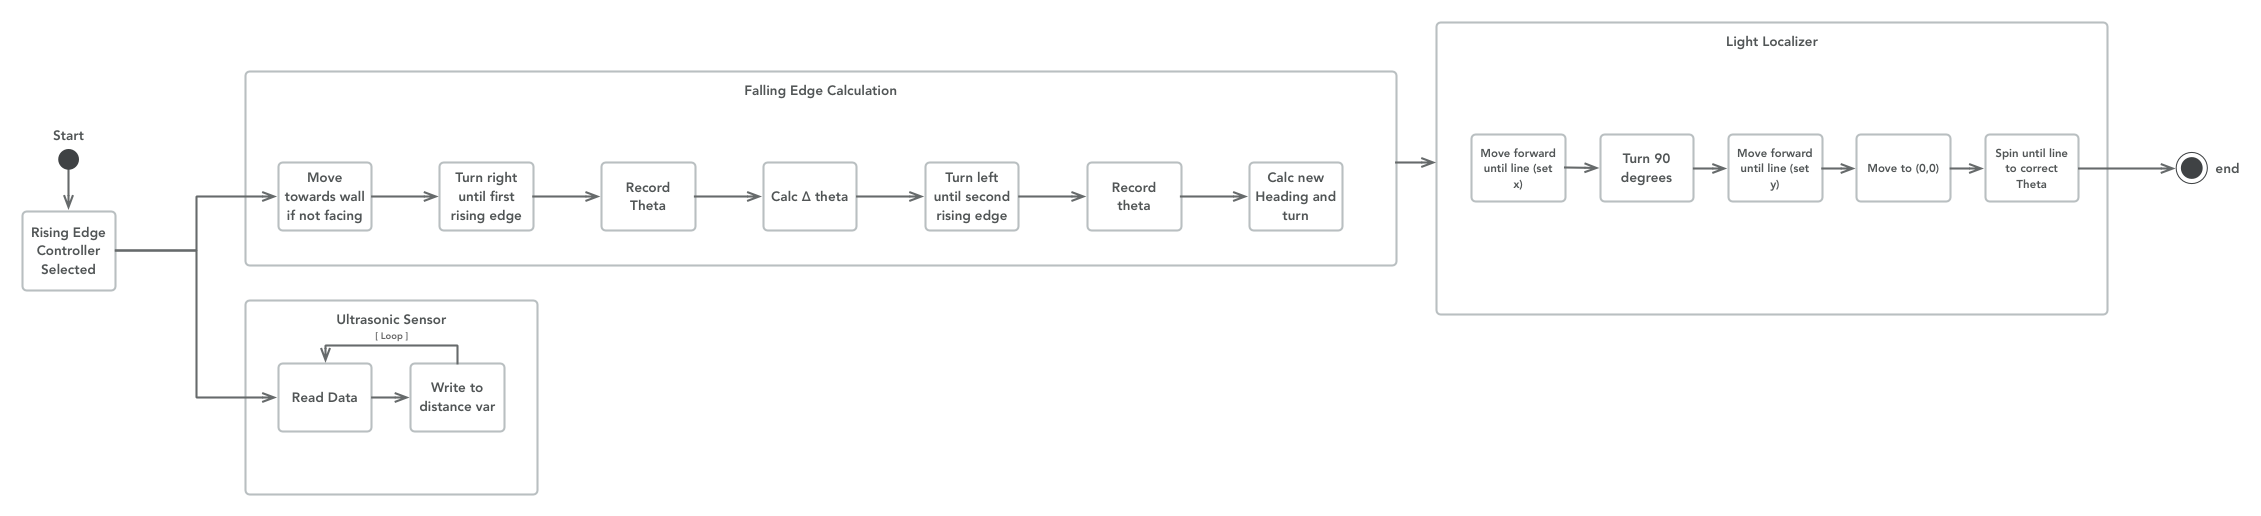 Start
Rising Edge
Controller
Selected
Falling Edge Calculation
Move
towards wall
if not facing
Turn right
until first
rising edge
Record
Theta
Calc Δ theta
Turn left
until second
rising edge
Record
theta
Calc new
Heading and
turn
Ultrasonic Sensor
[ Loop ]
Read Data
Write to
distance var
Light Localizer
Move forward
until line (set
x)
Turn 90
degrees
Move forward
until line (set
y)
Move to (0,0)
Spin until line
to correct
Theta
end